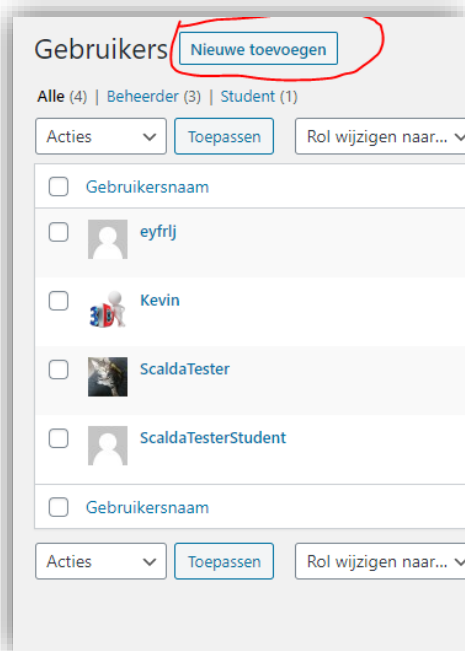 Gebruikers Nieuwe toevoegen
Alle (4) | Beheerder (3) | Student (1)
Acties Toepassen Rol wijzigen naar...
Gebruikersnaam
eyfrlj
Kevin
ScaldaTester
ScaldaTesterStudent
Gebruikersnaam
Acties Toepassen Rol wijzigen naar...